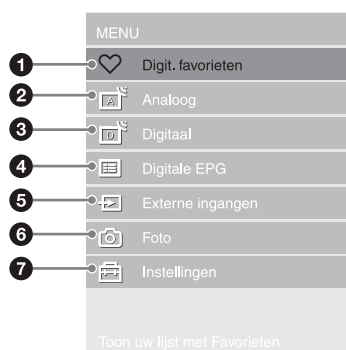 MENU
1 Digit. favorieten
2 A Analoog
3 D Digitaal
4 Digitale EPG
5 Externe ingangen
6 Foto
7 Instellingen
Toon uw lijst met Favorieten